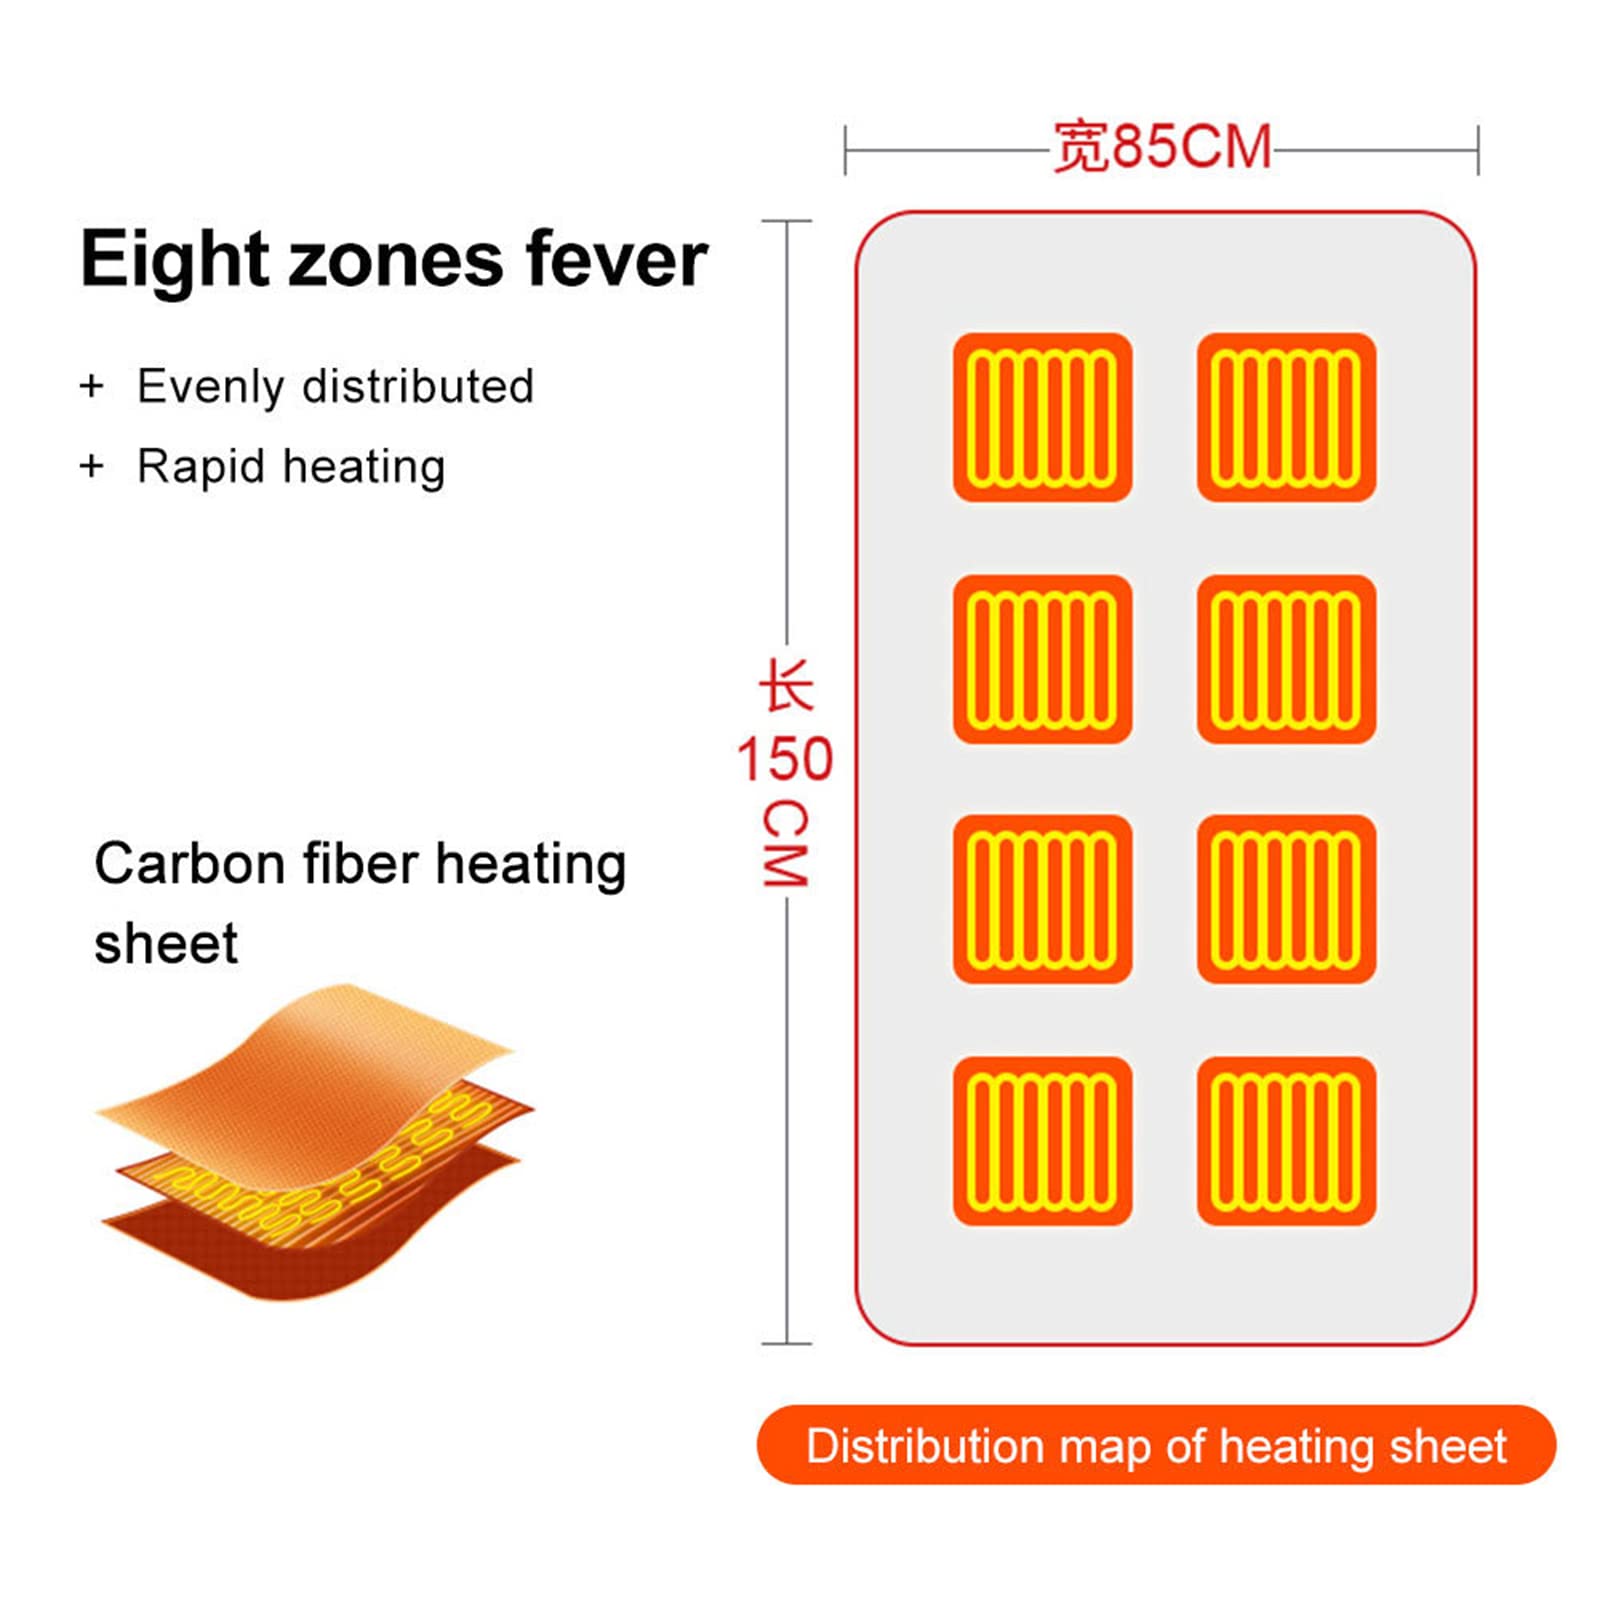 宽85CM
Eight zones fever
+ Evenly distributed
+ Rapid heating
长
150
CM
Carbon fiber heating
sheet
Distribution map of heating sheet